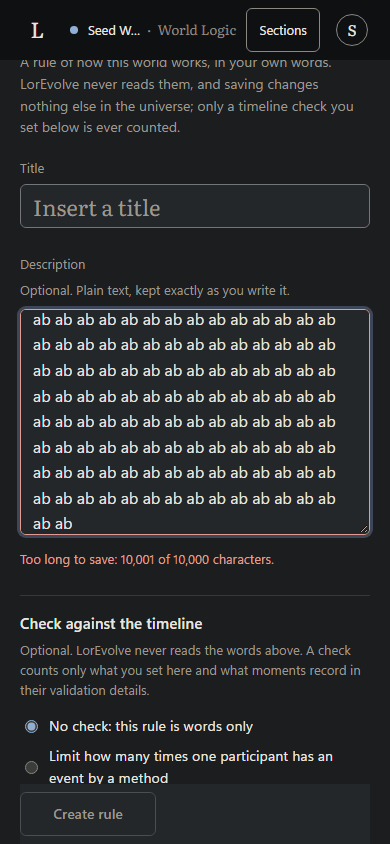 L Seed W... · World Logic Sections S
A rule of how this world works, in your own words.
LorEvolve never reads them, and saving changes
nothing else in the universe; only a timeline check you
set below is ever counted.
Title
Insert a title
Description
Optional. Plain text, kept exactly as you write it.
ab ab ab ab ab ab ab ab ab ab ab ab ab ab
ab ab ab ab ab ab ab ab ab ab ab ab ab ab
ab ab ab ab ab ab ab ab ab ab ab ab ab ab
ab ab ab ab ab ab ab ab ab ab ab ab ab ab
ab ab ab ab ab ab ab ab ab ab ab ab ab ab
ab ab ab ab ab ab ab ab ab ab ab ab ab ab
ab ab ab ab ab ab ab ab ab ab ab ab ab ab
ab ab ab ab ab ab ab ab ab ab ab ab ab ab
ab ab
Too long to save: 10,001 of 10,000 characters.
Check against the timeline
Optional. LorEvolve never reads the words above. A check
counts only what you set here and what moments record in
their validation details.
No check: this rule is words only
Limit how many times one participant has an
event by a method
Create rule